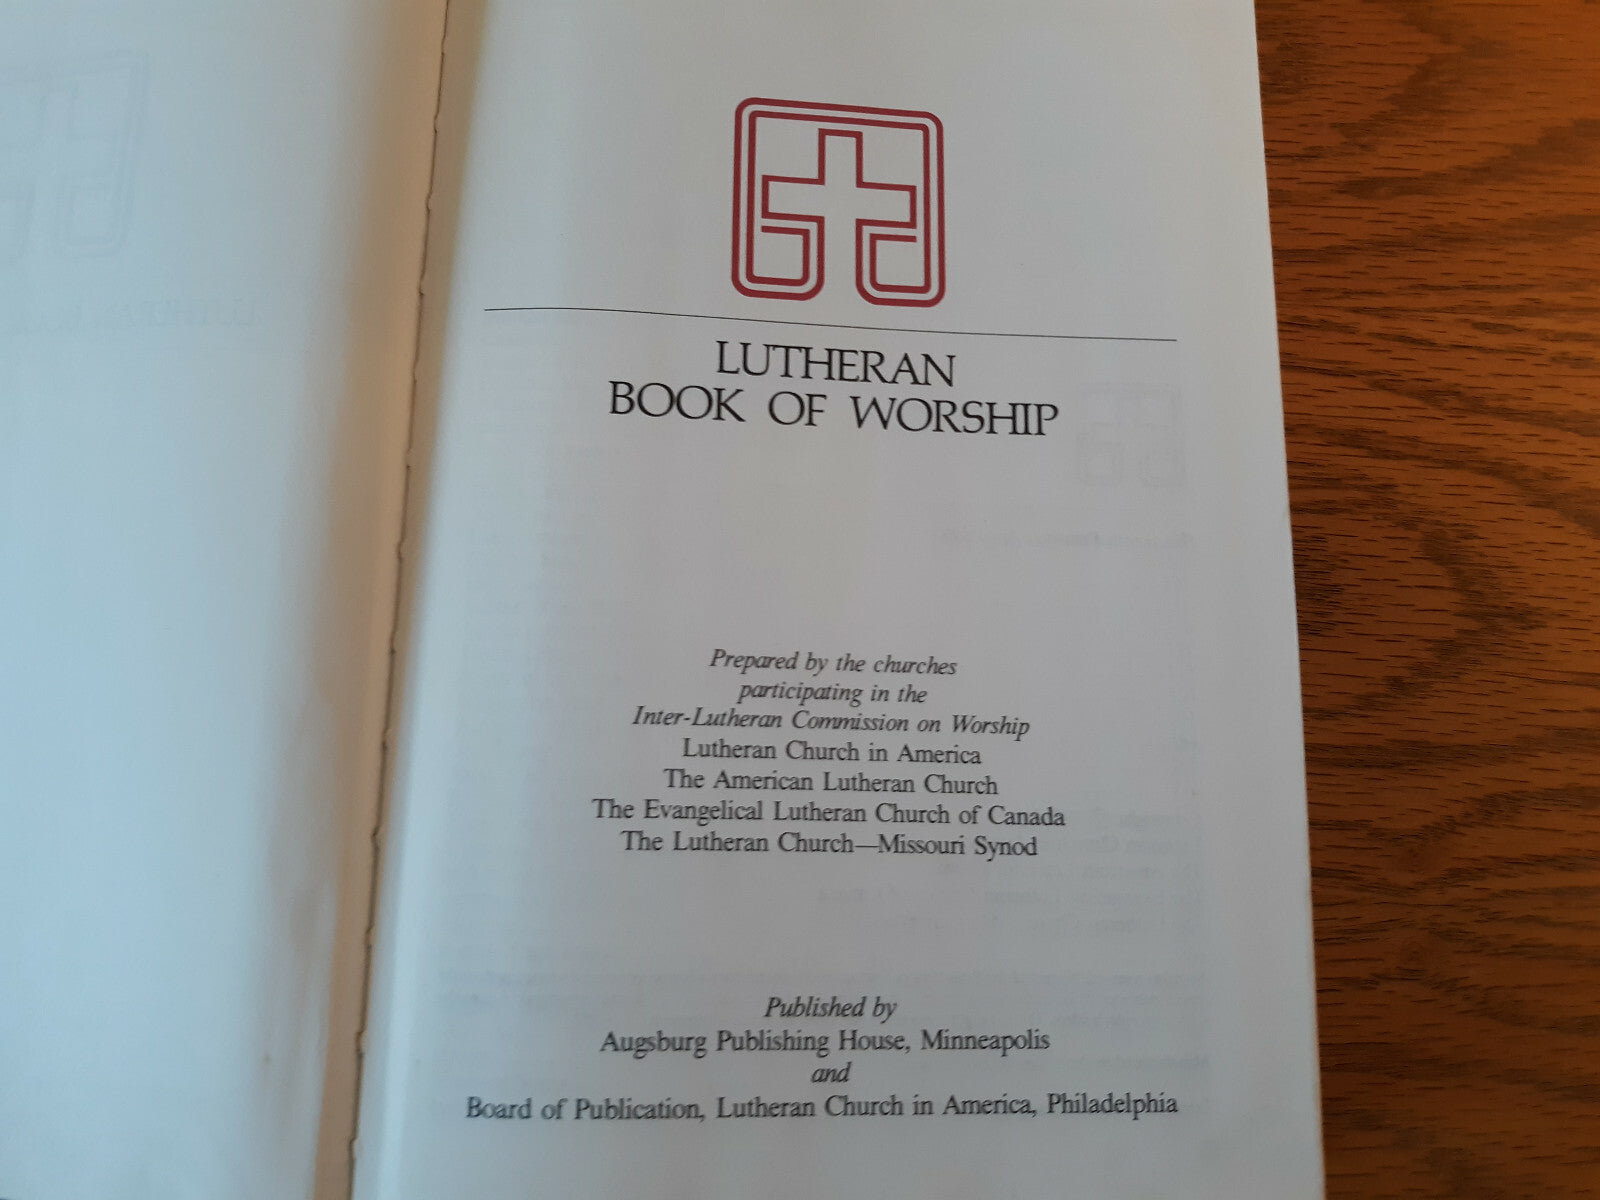 LUTHERAN
BOOK OF WORSHIP
Prepared by the churches
participating in the
Inter-Lutheran Commission on Worship
Lutheran Church in America
The American Lutheran Church
The Evangelical Lutheran Church of Canada
The Lutheran Church—Missouri Synod
Published by
Augsburg Publishing House, Minneapolis
and
Board of Publication, Lutheran Church in America, Philadelphia